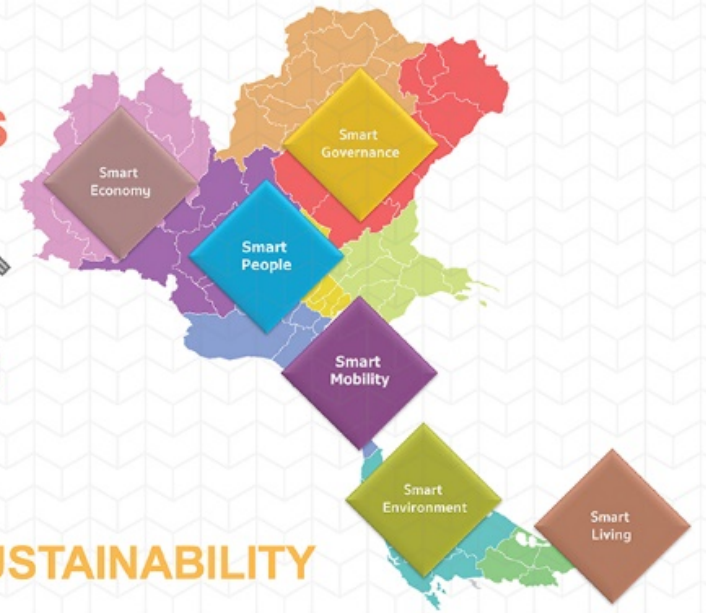 Smart
Governance
Smart
Economy
Smart
People
Smart
Mobility
Smart
Environment
Smart
Living
USTAINABILITY